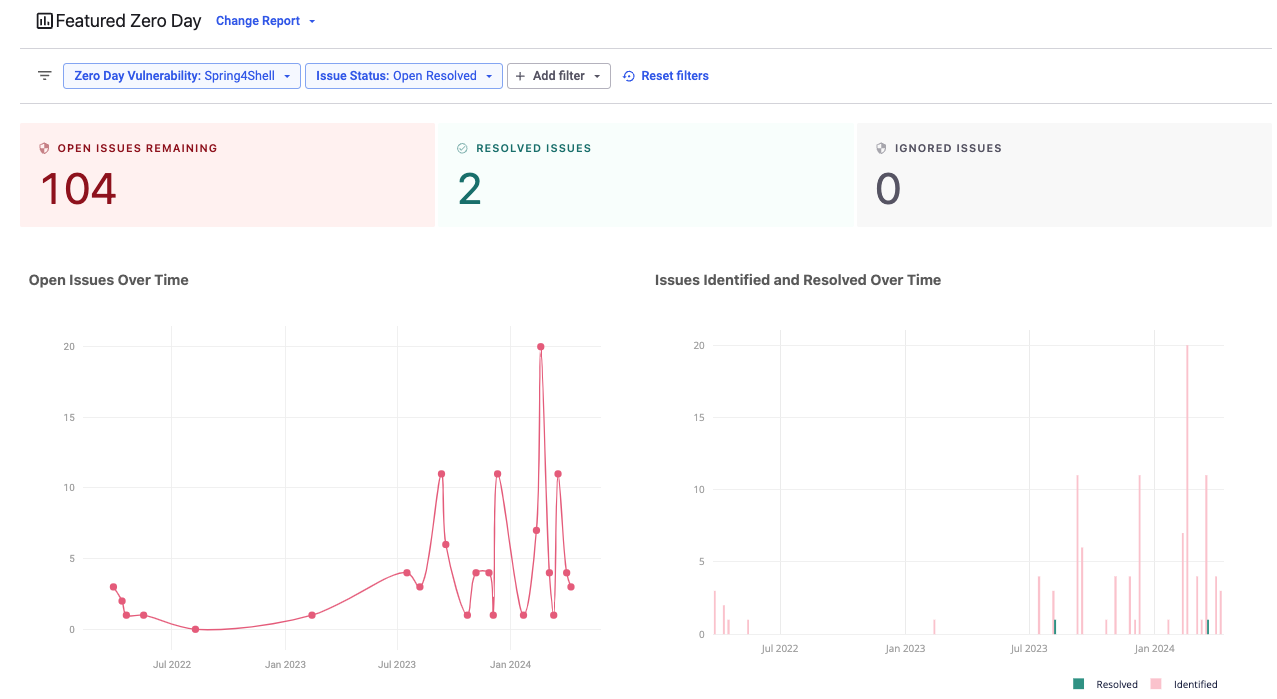 Featured Zero Day Change Report
Zero Day Vulnerability: Spring4Shell Issue Status: Open Resolved + Add filter Reset filters
OPEN ISSUES REMAINING
104
RESOLVED ISSUES
2
IGNORED ISSUES
0
Open Issues Over Time
20
15
10
5
0
Jul 2022 Jan 2023 Jul 2023 Jan 2024
Issues Identified and Resolved Over Time
20
15
10
5
0
Jul 2022 Jan 2023 Jul 2023 Jan 2024
Resolved Identified